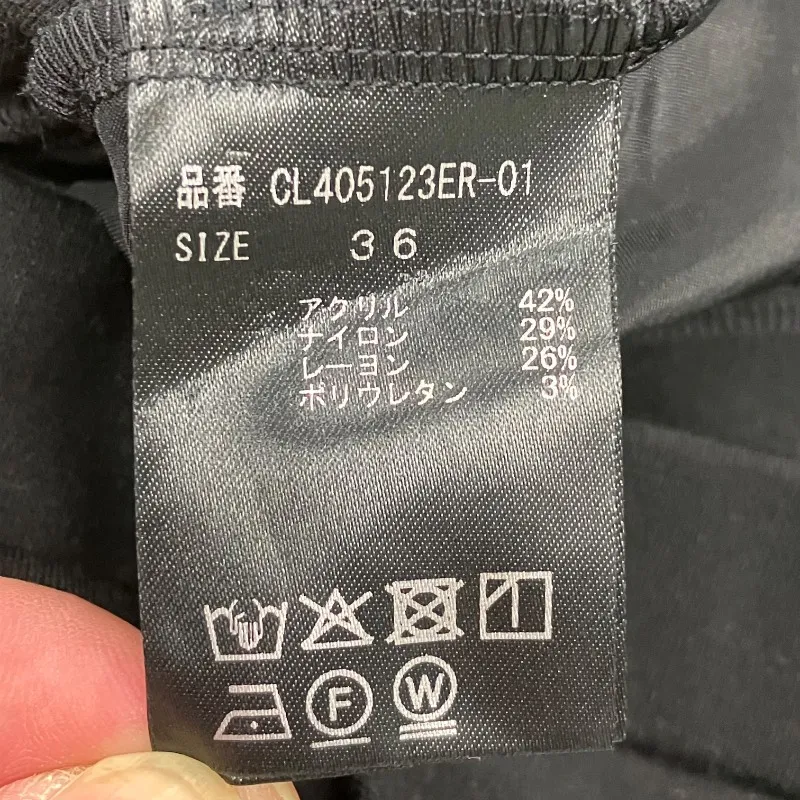 品番 CL405123ER-01
SIZE 36
アクリル 42%
ナイロン 29%
レーヨン 26%
ポリウレタン 3%
F W